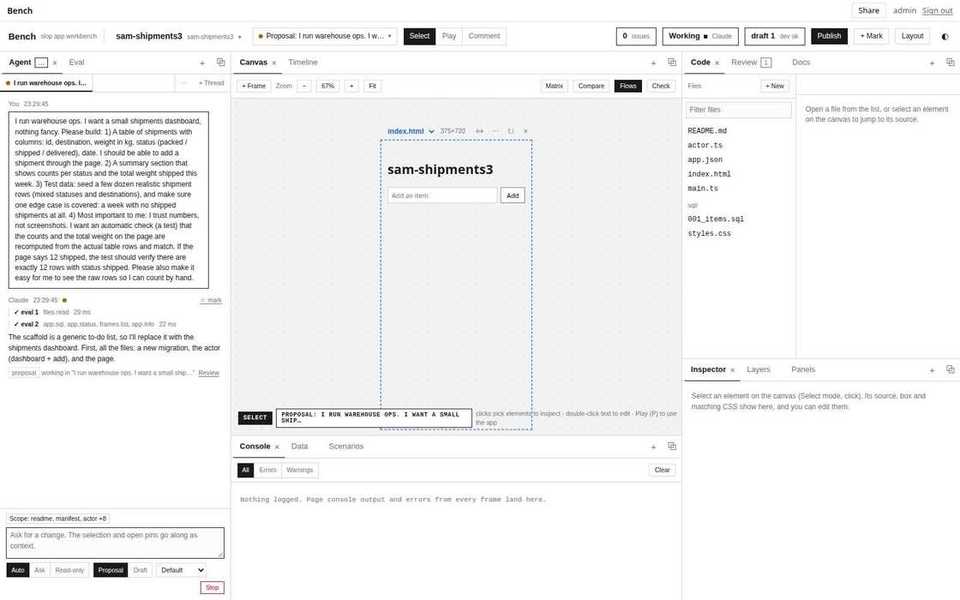 Bench
Share admin Sign out
Bench slop app workbench sam-shipments3 sam-shipments3
Proposal: I run warehouse ops. I w…
Select Play Comment
0 issues Working Claude draft 1 dev ok Publish + Mark Layout
Agent … × Eval +
I run warehouse ops. I… ··· + Thread
You 23:29:45
I run warehouse ops. I want a small shipments dashboard,
nothing fancy. Please build: 1) A table of shipments with
columns: id, destination, weight in kg, status (packed /
shipped / delivered), date. I should be able to add a
shipment through the page. 2) A summary section that
shows counts per status and the total weight shipped this
week. 3) Test data: seed a few dozen realistic shipment
rows (mixed statuses and destinations), and make sure
one edge case is covered: a week with no shipped
shipments at all. 4) Most important to me: I trust numbers,
not screenshots. I want an automatic check (a test) that
the counts and the total weight on the page are
recomputed from the actual table rows and match. If the
page says 12 shipped, the test should verify there are
exactly 12 rows with status shipped. Please also make it
easy for me to see the raw rows so I can count by hand.
Claude 23:29:45 mark
✓ eval 1 files.read 29 ms
✓ eval 2 app.sql, app.status, frames.list, app.info 22 ms
The scaffold is a generic to-do list, so I'll replace it with the
shipments dashboard. First, all the files: a new migration, the actor
(dashboard + add), and the page.
proposal working in "I run warehouse ops. I want a small ship…" Review
Scope: readme, manifest, actor +8
Ask for a change. The selection and open pins go along as
context.
Auto Ask Read-only Proposal Draft Default
Stop
Canvas × Timeline +
+ Frame Zoom − 67% + Fit Matrix Compare Flows Check
index.html 375×720 ··· ×
sam-shipments3
Add an item Add
SELECT
PROPOSAL: I RUN WAREHOUSE OPS. I WANT A SMALL
SHIP…
clicks pick elements to inspect · double-click text to edit · Play (P) to use
the app
Console × Data Scenarios +
All Errors Warnings Clear
Nothing logged. Page console output and errors from every frame land here.
Code × Review 1 Docs +
Files + New
Filter files
README.md
actor.ts
app.json
index.html
main.ts
sql
001_items.sql
styles.css
Open a file from the list, or select an element
on the canvas to jump to its source.
Inspector × Layers Panels +
Select an element on the canvas (Select mode, click). Its source, box and
matching CSS show here, and you can edit them.